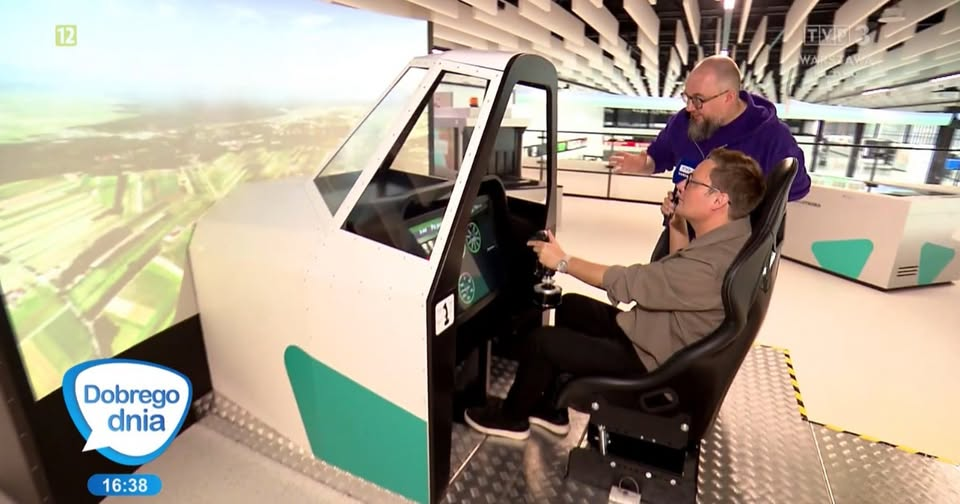 12
TVP3
WARSZAWA
1
Dobrego
dnia
16:38